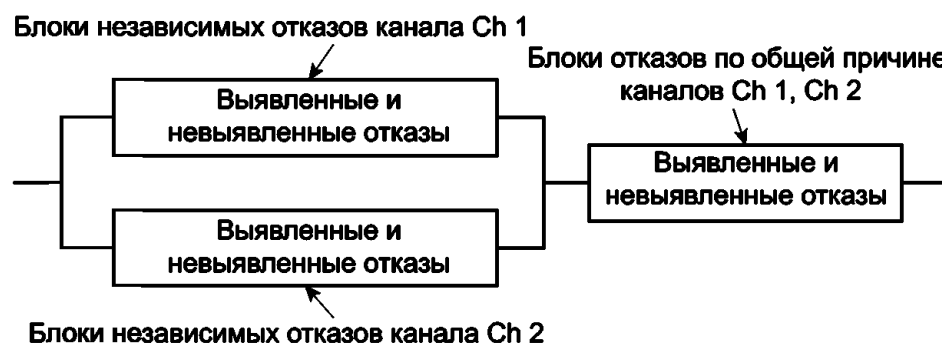 Блоки независимых отказов канала Ch 1
Блоки отказов по общей причине
каналов Ch 1, Ch 2
Выявленные и
невыявленные отказы
Выявленные и
невыявленные отказы
Выявленные и
невыявленные отказы
Блоки независимых отказов канала Ch 2